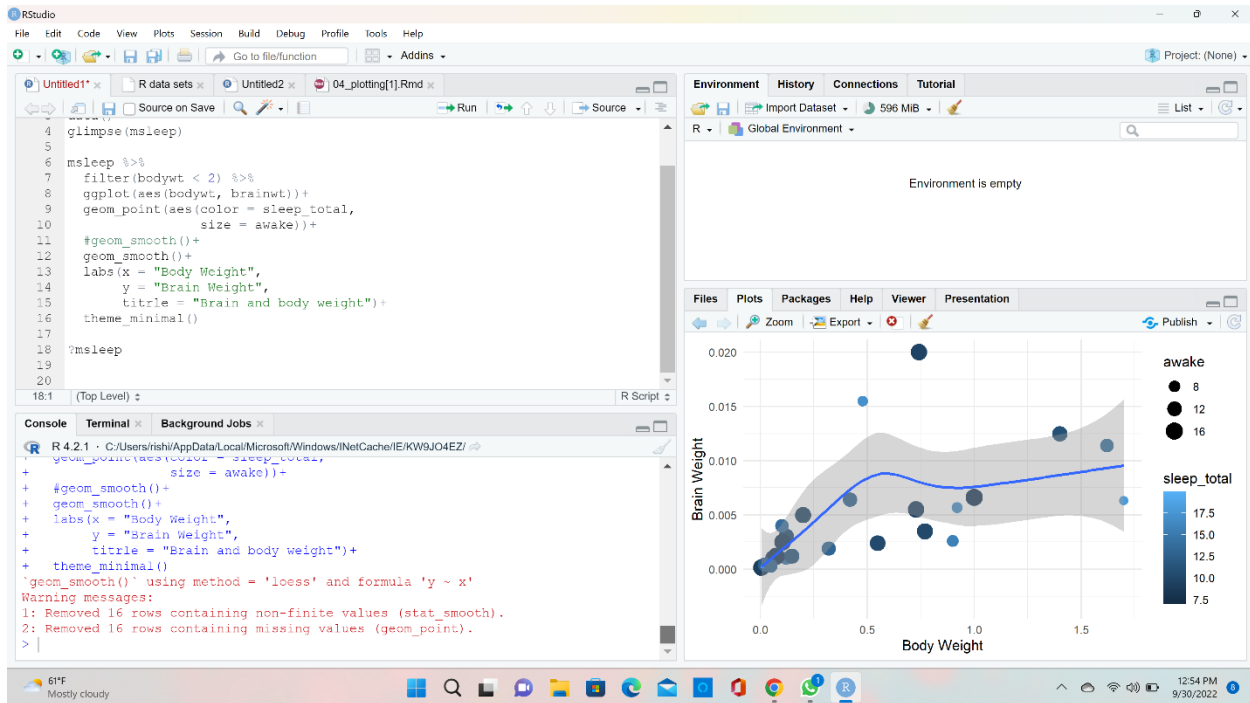 RStudio
File Edit Code View Plots Session Build Debug Profile Tools Help
Go to file/function Addins Project: (None)
Untitled1* R data sets Untitled2 04_plotting[1].Rmd
Source on Save Run Source
4 glimpse(msleep)
5
6 msleep %>%
7 filter(bodywt < 2) %>%
8 ggplot(aes(bodywt, brainwt))+
9 geom_point(aes(color = sleep_total,
10 size = awake))+
11 #geom_smooth()+
12 geom_smooth()+
13 labs(x = "Body Weight",
14 y = "Brain Weight",
15 titrle = "Brain and body weight")+
16 theme_minimal()
17
18 ?msleep
19
20
18:1 (Top Level) R Script
Console Terminal Background Jobs
R 4.2.1 · C:/Users/rishi/AppData/Local/Microsoft/Windows/INetCache/IE/KW9JO4EZ/
+ geom_point(aes(color = sleep_total,
+ size = awake))+
+ #geom_smooth()+
+ geom_smooth()+
+ labs(x = "Body Weight",
+ y = "Brain Weight",
+ titrle = "Brain and body weight")+
+ theme_minimal()
`geom_smooth()` using method = 'loess' and formula 'y ~ x'
Warning messages:
1: Removed 16 rows containing non-finite values (stat_smooth).
2: Removed 16 rows containing missing values (geom_point).
>
Environment History Connections Tutorial
Import Dataset 596 MiB List
R Global Environment
Environment is empty
Files Plots Packages Help Viewer Presentation
Zoom Export Publish
0.020
0.015
0.010
0.005
0.000
Brain Weight
0.0 0.5 1.0 1.5
Body Weight
awake
8
12
16
sleep_total
17.5
15.0
12.5
10.0
7.5
61°F
Mostly cloudy
1
12:54 PM
9/30/2022
8